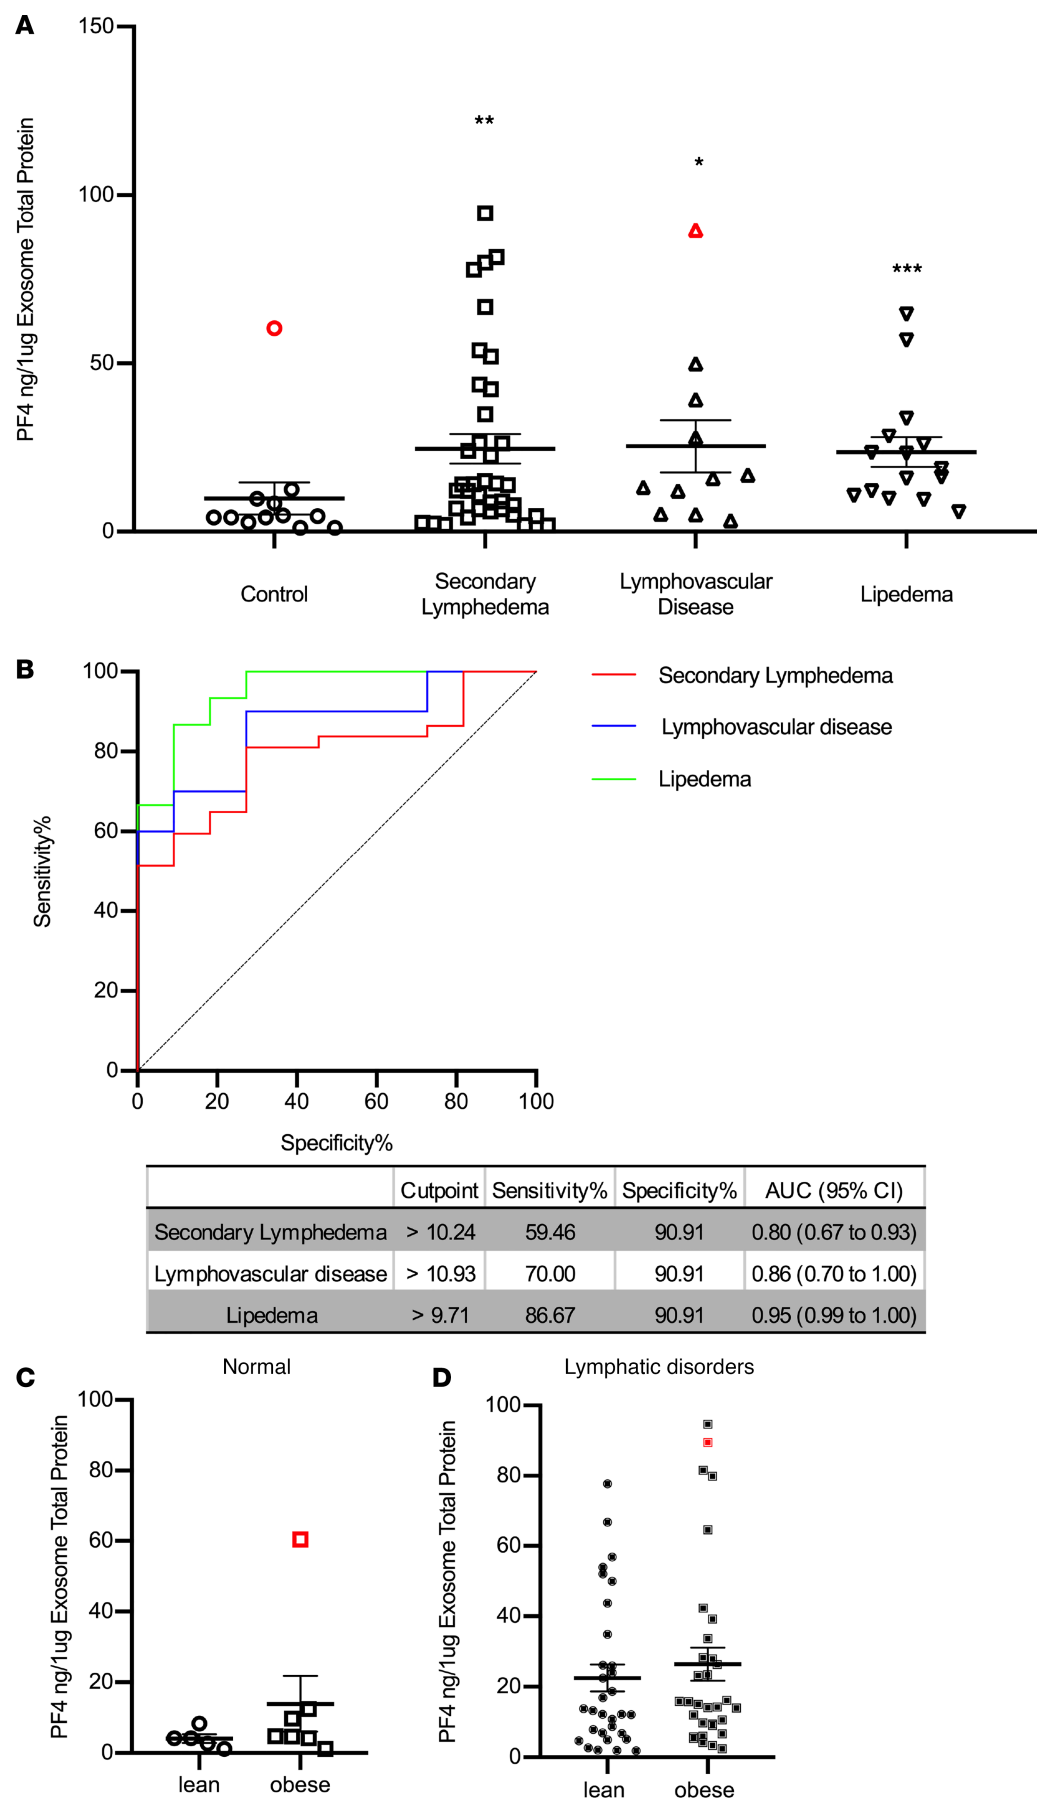 A
150
100
50
0
PF4 ng/1ug Exosome Total Protein
**
*
***
Control
Secondary
Lymphedema
Lymphovascular
Disease
Lipedema
B
100
80
60
40
20
0
Sensitivity%
0 20 40 60 80 100
Specificity%
Secondary Lymphedema
Lymphovascular disease
Lipedema
Cutpoint Sensitivity% Specificity% AUC (95% CI)
Secondary Lymphedema > 10.24 59.46 90.91 0.80 (0.67 to 0.93)
Lymphovascular disease > 10.93 70.00 90.91 0.86 (0.70 to 1.00)
Lipedema > 9.71 86.67 90.91 0.95 (0.99 to 1.00)
C
Normal
100
80
60
40
20
0
PF4 ng/1ug Exosome Total Protein
lean obese
D
Lymphatic disorders
100
80
60
40
20
0
PF4 ng/1ug Exosome Total Protein
lean obese